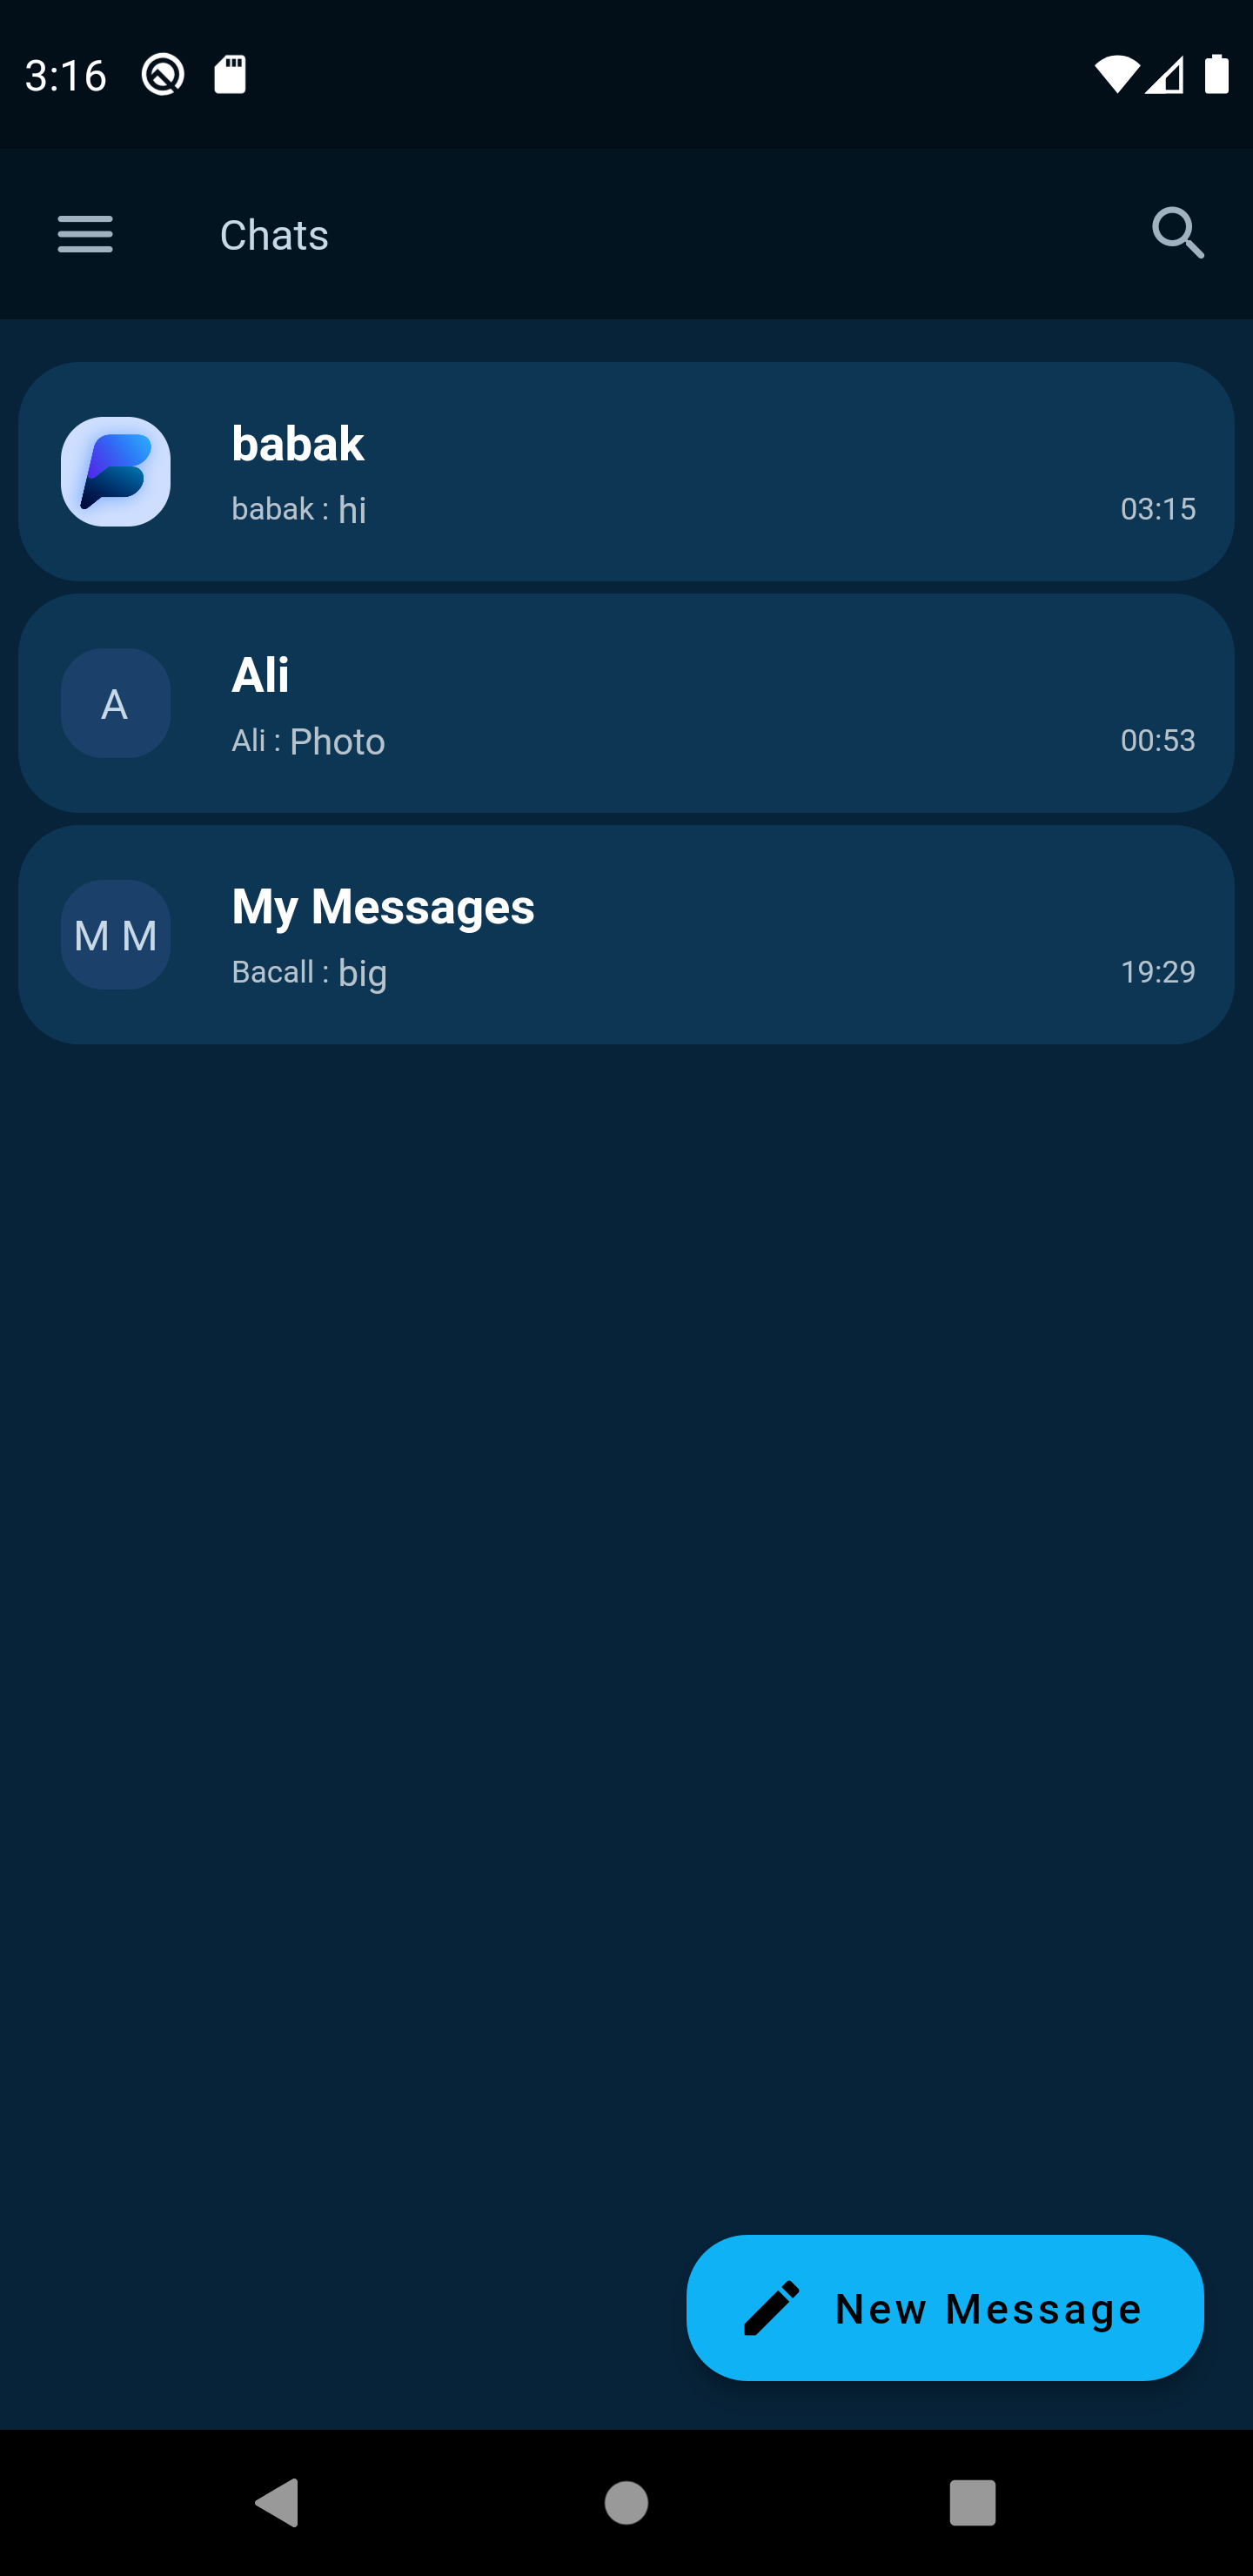 3:16
Chats
babak
babak : hi
03:15
A
Ali
Ali : Photo
00:53
M M
My Messages
Bacall : big
19:29
New Message